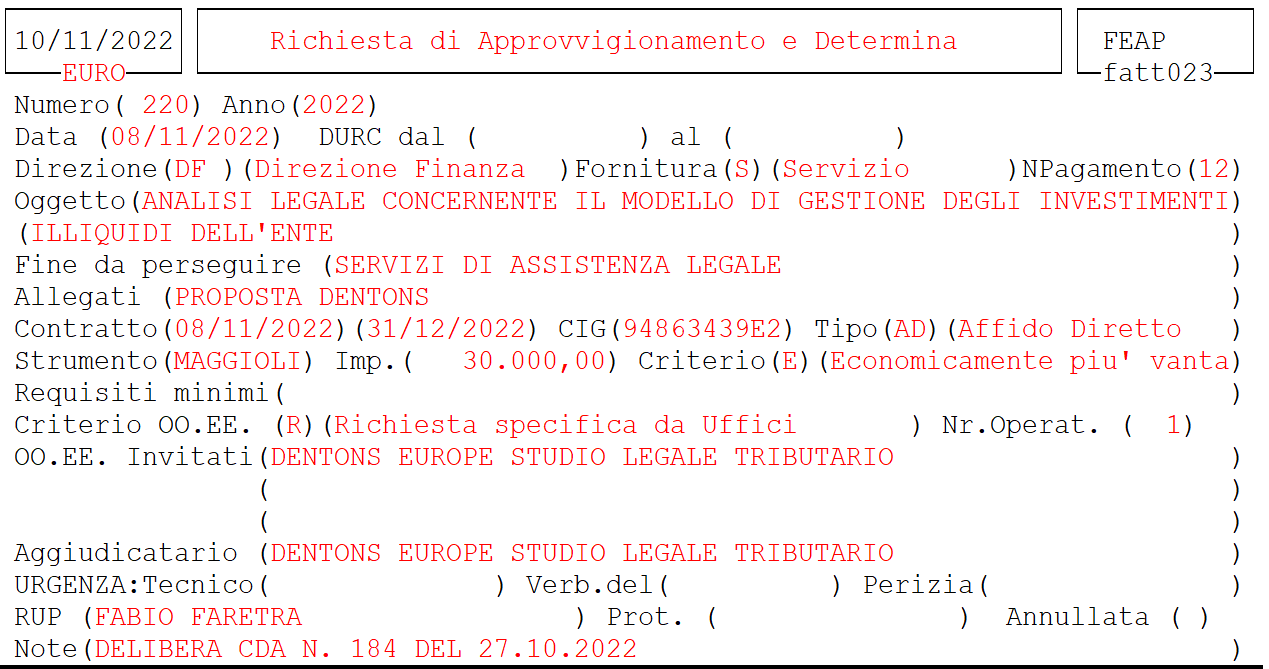 10/11/2022 Richiesta di Approvvigionamento e Determina FEAP
EURO fatt023
Numero( 220) Anno(2022)
Data (08/11/2022) DURC dal ( ) al ( )
Direzione(DF )(Direzione Finanza )Fornitura(S)(Servizio )NPagamento(12)
Oggetto(ANALISI LEGALE CONCERNENTE IL MODELLO DI GESTIONE DEGLI INVESTIMENTI)
(ILLIQUIDI DELL'ENTE )
Fine da perseguire (SERVIZI DI ASSISTENZA LEGALE )
Allegati (PROPOSTA DENTONS )
Contratto(08/11/2022)(31/12/2022) CIG(94863439E2) Tipo(AD)(Affido Diretto )
Strumento(MAGGIOLI) Imp.( 30.000,00) Criterio(E)(Economicamente piu' vanta)
Requisiti minimi( )
Criterio OO.EE. (R)(Richiesta specifica da Uffici ) Nr.Operat. ( 1)
OO.EE. Invitati(DENTONS EUROPE STUDIO LEGALE TRIBUTARIO )
( )
( )
Aggiudicatario (DENTONS EUROPE STUDIO LEGALE TRIBUTARIO )
URGENZA:Tecnico( ) Verb.del( ) Perizia( )
RUP (FABIO FARETRA ) Prot. ( ) Annullata ( )
Note(DELIBERA CDA N. 184 DEL 27.10.2022 )